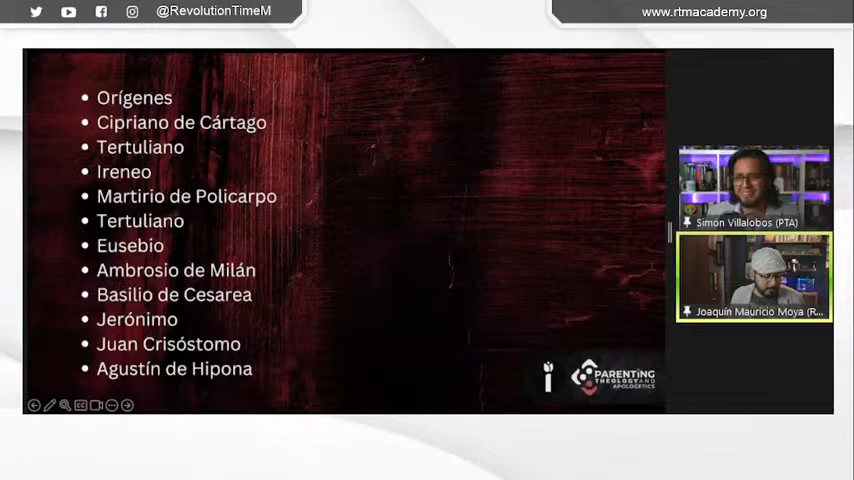 @RevolutionTimeM
www.rtmacademy.org
• Orígenes
• Cipriano de Cártago
• Tertuliano
• Ireneo
• Martirio de Policarpo
• Tertuliano
• Eusebio
• Ambrosio de Milán
• Basilio de Cesarea
• Jerónimo
• Juan Crisóstomo
• Agustín de Hipona
Simón Villalobos (PTA)
Joaquín Mauricio Moya (R...
PARENTING
THEOLOGY AND
APOLOGETICS
CC